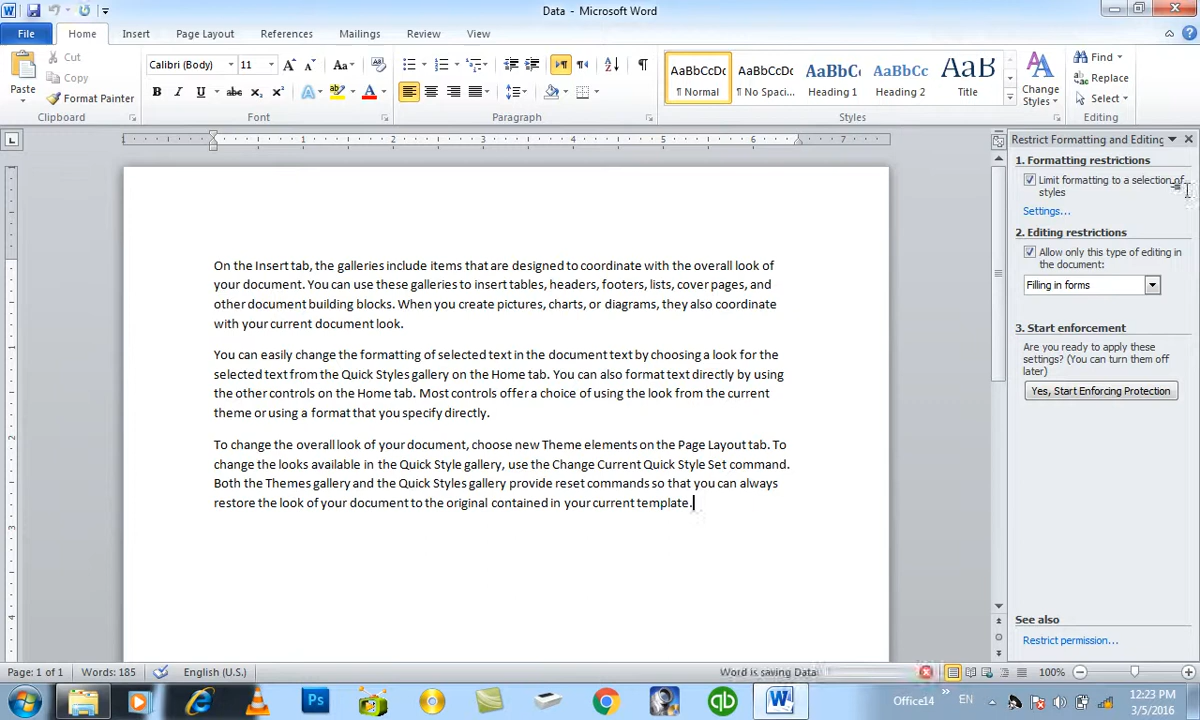 Data - Microsoft Word
File Home Insert Page Layout References Mailings Review View
Cut
Copy
Format Painter
Paste
Clipboard
Calibri (Body) 11
Font
Paragraph
AaBbCcDc AaBbCcDc AaBbC AaBbCc AaB
¶ Normal ¶ No Spaci... Heading 1 Heading 2 Title
Change
Styles
Styles
Find
Replace
Select
Editing
1 2 3 4 5 6 7
Restrict Formatting and Editing
1. Formatting restrictions
Limit formatting to a selection of
styles
Settings...
2. Editing restrictions
Allow only this type of editing in
the document:
Filling in forms
3. Start enforcement
Are you ready to apply these
settings? (You can turn them off
later)
Yes, Start Enforcing Protection
See also
Restrict permission...
On the Insert tab, the galleries include items that are designed to coordinate with the overall look of
your document. You can use these galleries to insert tables, headers, footers, lists, cover pages, and
other document building blocks. When you create pictures, charts, or diagrams, they also coordinate
with your current document look.
You can easily change the formatting of selected text in the document text by choosing a look for the
selected text from the Quick Styles gallery on the Home tab. You can also format text directly by using
the other controls on the Home tab. Most controls offer a choice of using the look from the current
theme or using a format that you specify directly.
To change the overall look of your document, choose new Theme elements on the Page Layout tab. To
change the looks available in the Quick Style gallery, use the Change Current Quick Style Set command.
Both the Themes gallery and the Quick Styles gallery provide reset commands so that you can always
restore the look of your document to the original contained in your current template.
Page: 1 of 1 Words: 185 English (U.S.) Word is saving Data 100%
Office14 EN 12:23 PM
3/5/2016